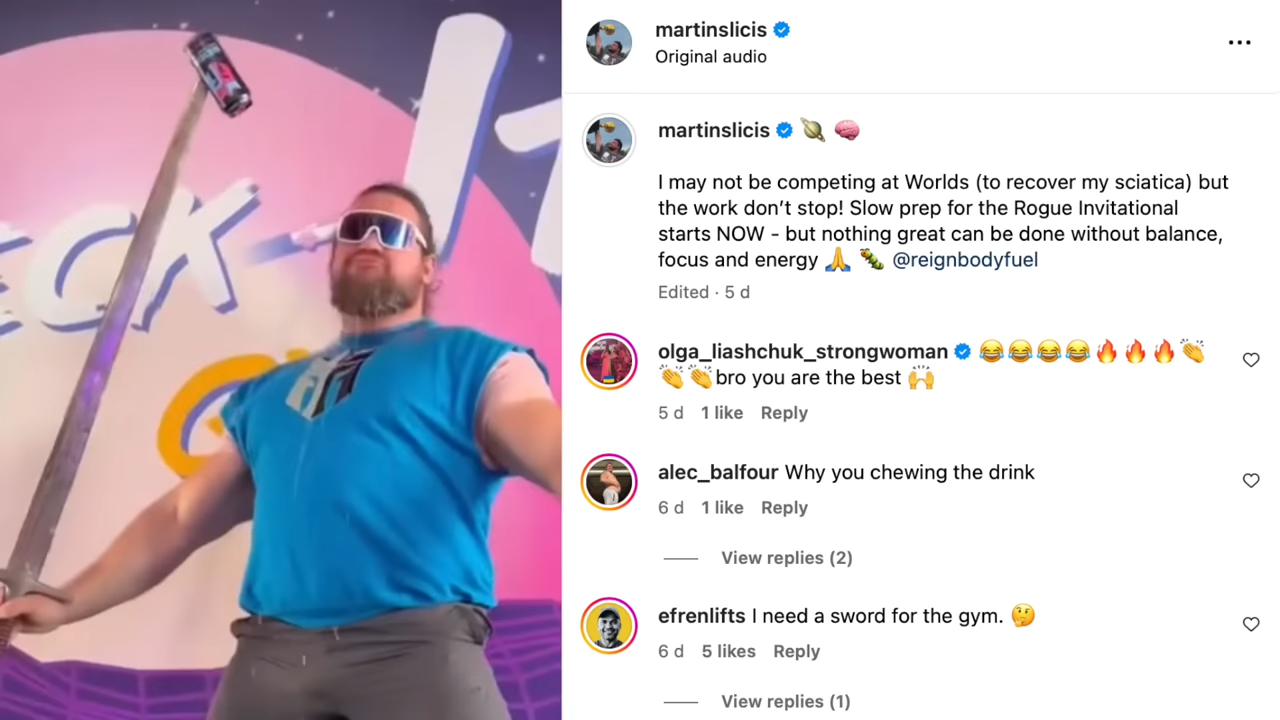 ECK-IT
martinslicis
Original audio
martinslicis 🪐 🧠
I may not be competing at Worlds (to recover my sciatica) but
the work don’t stop! Slow prep for the Rogue Invitational
starts NOW - but nothing great can be done without balance,
focus and energy 🙏 🐛 @reignbodyfuel
Edited · 5 d
olga_liashchuk_strongwoman 😂😂😂😂🔥🔥🔥👏
👏👏bro you are the best 🙌
5 d 1 like Reply
alec_balfour Why you chewing the drink
6 d 1 like Reply
View replies (2)
efrenlifts I need a sword for the gym. 🤔
6 d 5 likes Reply
View replies (1)